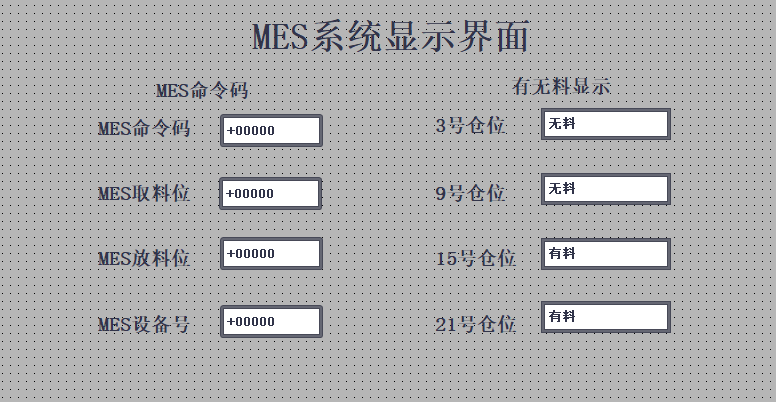 MES系统显示界面
MES命令码
MES命令码 +00000
MES取料位 +00000
MES放料位 +00000
MES设备号 +00000
有无料显示
3号仓位 无料
9号仓位 无料
15号仓位 有料
21号仓位 有料